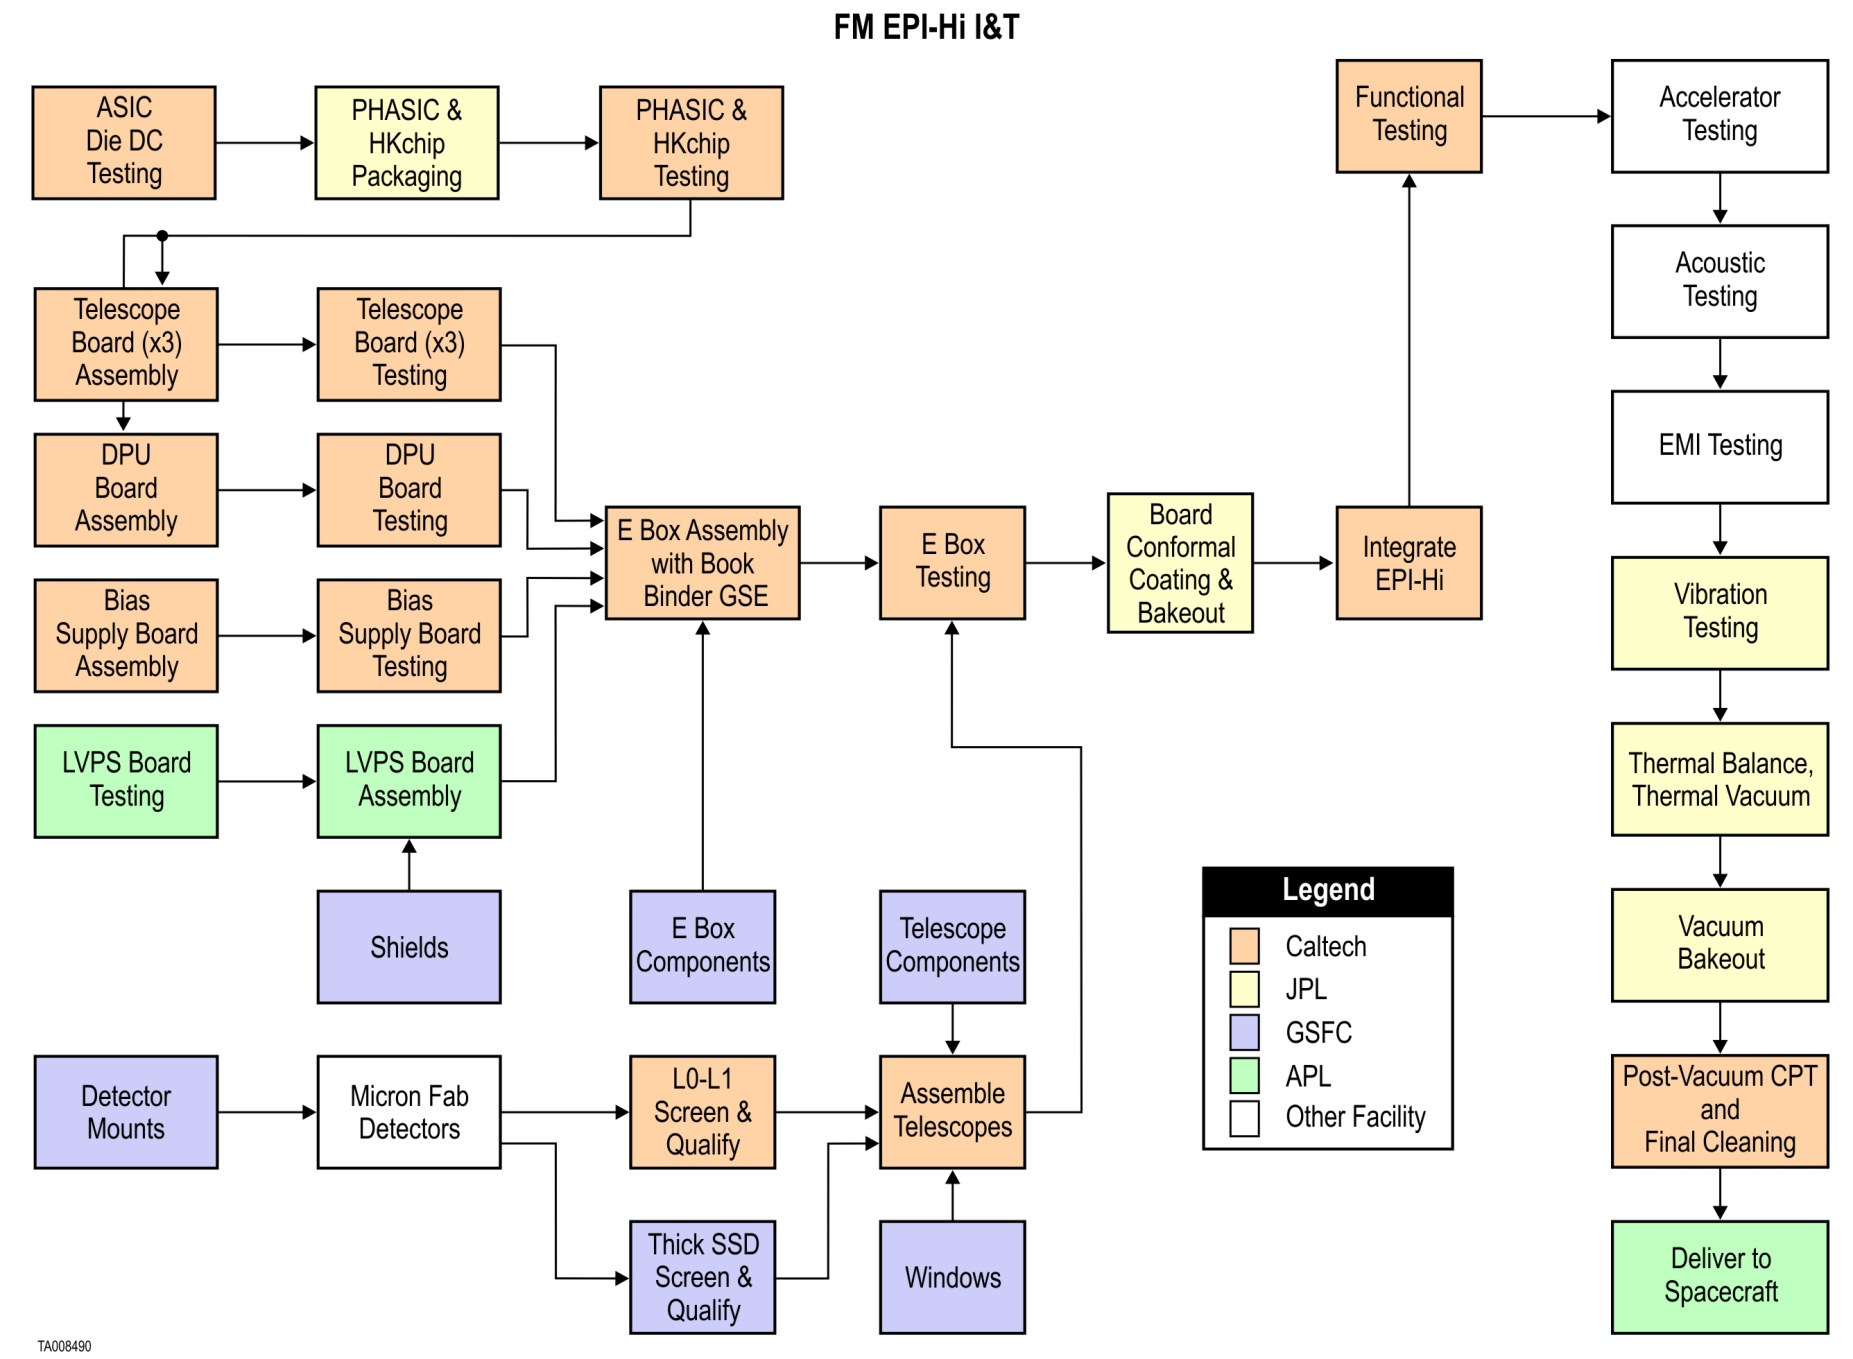 FM EPI-Hi I&T
ASIC
Die DC
Testing
PHASIC &
HKchip
Packaging
PHASIC &
HKchip
Testing
Functional
Testing
Accelerator
Testing
Acoustic
Testing
Telescope
Board (x3)
Assembly
Telescope
Board (x3)
Testing
EMI Testing
DPU
Board
Assembly
DPU
Board
Testing
E Box Assembly
with Book
Binder GSE
E Box
Testing
Board
Conformal
Coating &
Bakeout
Integrate
EPI-Hi
Bias
Supply Board
Assembly
Bias
Supply Board
Testing
Vibration
Testing
LVPS Board
Testing
LVPS Board
Assembly
Thermal Balance,
Thermal Vacuum
Shields
E Box
Components
Telescope
Components
Legend
Caltech
JPL
GSFC
APL
Other Facility
Vacuum
Bakeout
Detector
Mounts
Micron Fab
Detectors
L0-L1
Screen &
Qualify
Assemble
Telescopes
Post-Vacuum CPT
and
Final Cleaning
Thick SSD
Screen &
Qualify
Windows
Deliver to
Spacecraft
TA008490